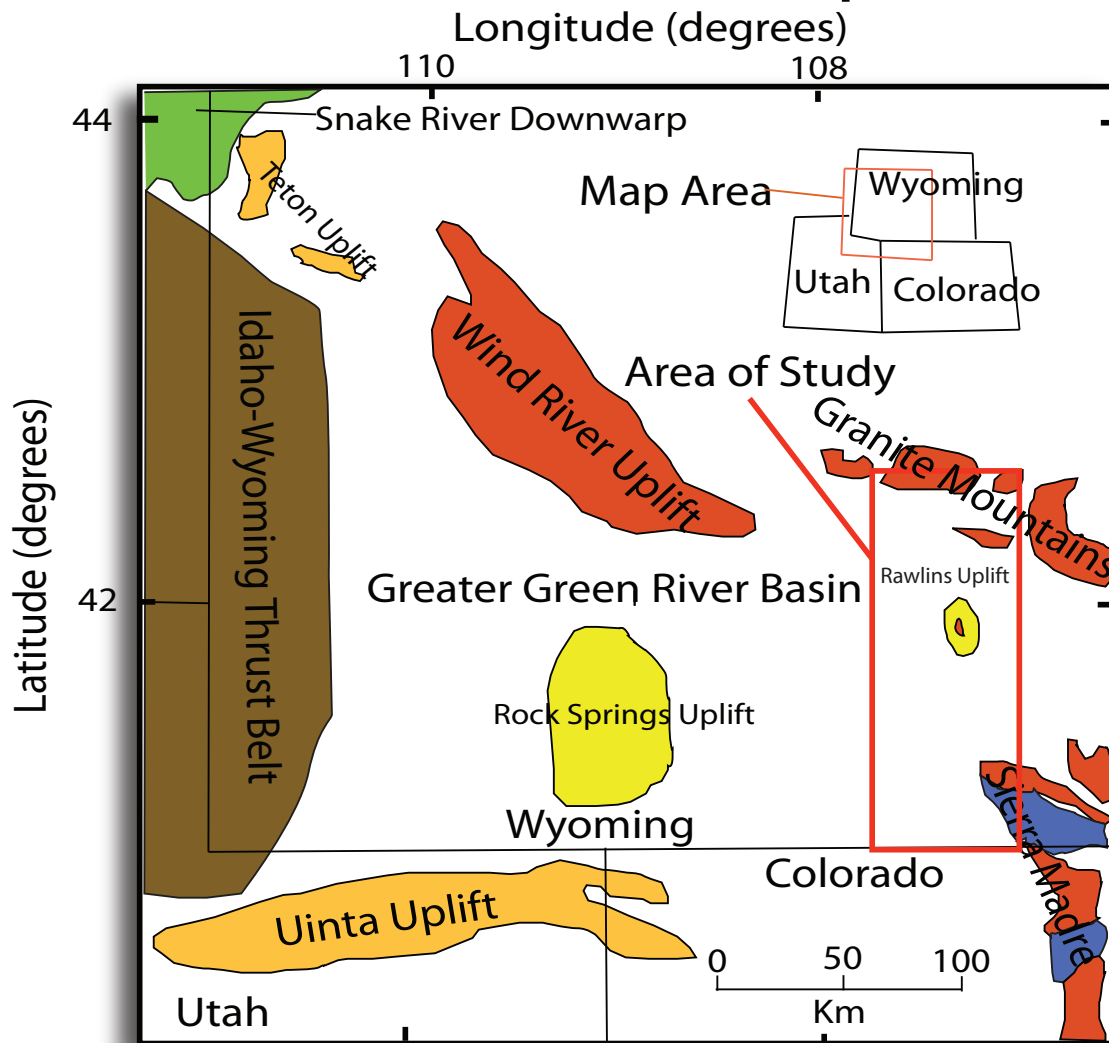 Longitude (degrees)
110
108
44
Snake River Downwarp
Teton Uplift
Map Area
Wyoming
Utah
Colorado
Idaho-Wyoming Thrust Belt
Wind River Uplift
Area of Study
Granite Mountains
Latitude (degrees)
42
Greater Green River Basin
Rawlins Uplift
Rock Springs Uplift
Wyoming
Sierra Madre
Colorado
Uinta Uplift
0
50
100
Km
Utah